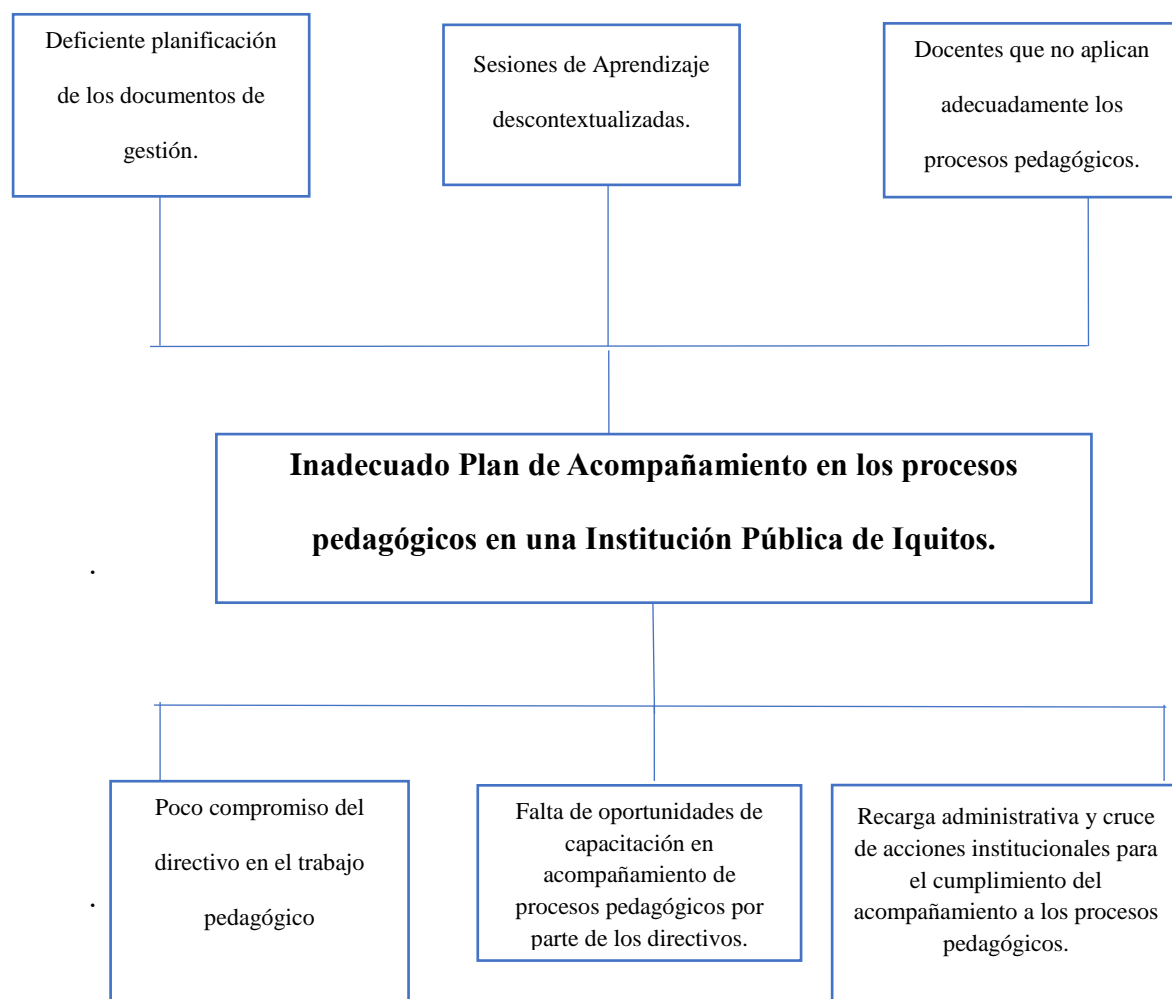 Deficiente planificación
de los documentos de
gestión.
Sesiones de Aprendizaje
descontextualizadas.
Docentes que no aplican
adecuadamente los
procesos pedagógicos.
Inadecuado Plan de Acompañamiento en los procesos
pedagógicos en una Institución Pública de Iquitos.
.
Poco compromiso del
directivo en el trabajo
pedagógico
.
Falta de oportunidades de
capacitación en
acompañamiento de
procesos pedagógicos por
parte de los directivos.
Recarga administrativa y cruce
de acciones institucionales para
el cumplimiento del
acompañamiento a los procesos
pedagógicos.